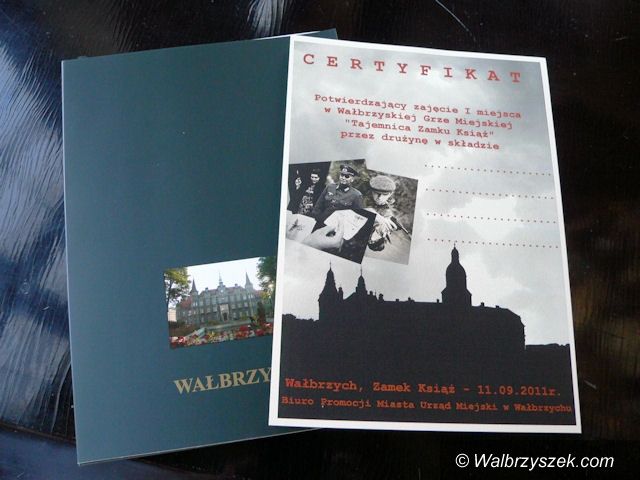 CERTYFIKAT
Potwierdzający zajęcie I miejsca
w Wałbrzyskiej Grze Miejskiej
"Tajemnica Zamku Książ"
przez drużynę w składzie
WAŁBRZY
Wałbrzych, Zamek Książ - 11.09.2011r.
Biuro Promocji Miasta Urząd Miejski w Wałbrzychu
© Walbrzyszek.com